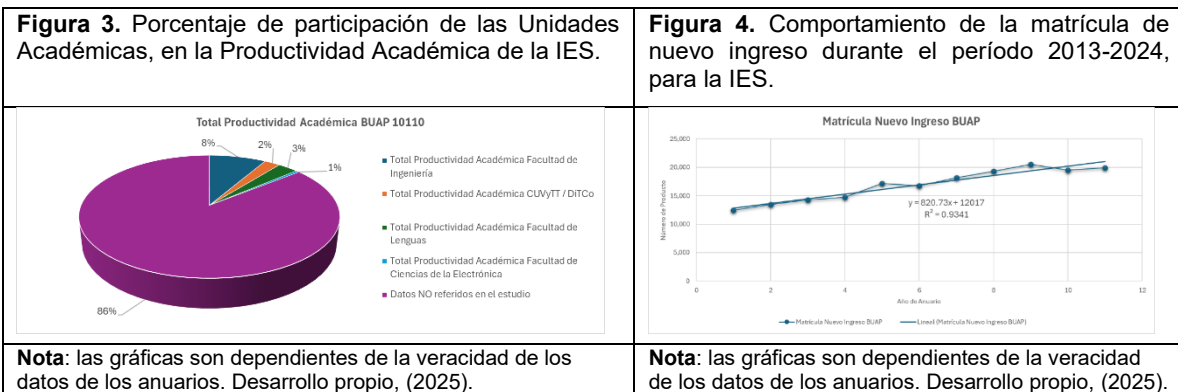 Figura 3. Porcentaje de participación de las Unidades
Académicas, en la Productividad Académica de la IES.
Total Productividad Académica BUAP 10110
8%
2%
3%
1%
86%
Total Productividad Académica Facultad de
Ingeniería
Total Productividad Académica CUVyTT / DiTCo
Total Productividad Académica Facultad de
Lenguas
Total Productividad Académica Facultad de
Ciencias de la Electrónica
Datos NO referidos en el estudio
Nota: las gráficas son dependientes de la veracidad de los
datos de los anuarios. Desarrollo propio, (2025).
Figura 4. Comportamiento de la matrícula de
nuevo ingreso durante el período 2013-2024,
para la IES.
Matrícula Nuevo Ingreso BUAP
25,000
20,000
15,000
10,000
5,000
0
Número de Producto
y = 820.73x + 12017
R² = 0.9341
0 2 4 6 8 10 12
Año de Anuario
Matrícula Nuevo Ingreso BUAP
Lineal (Matrícula Nuevo Ingreso BUAP)
Nota: las gráficas son dependientes de la veracidad
de los datos de los anuarios. Desarrollo propio, (2025).